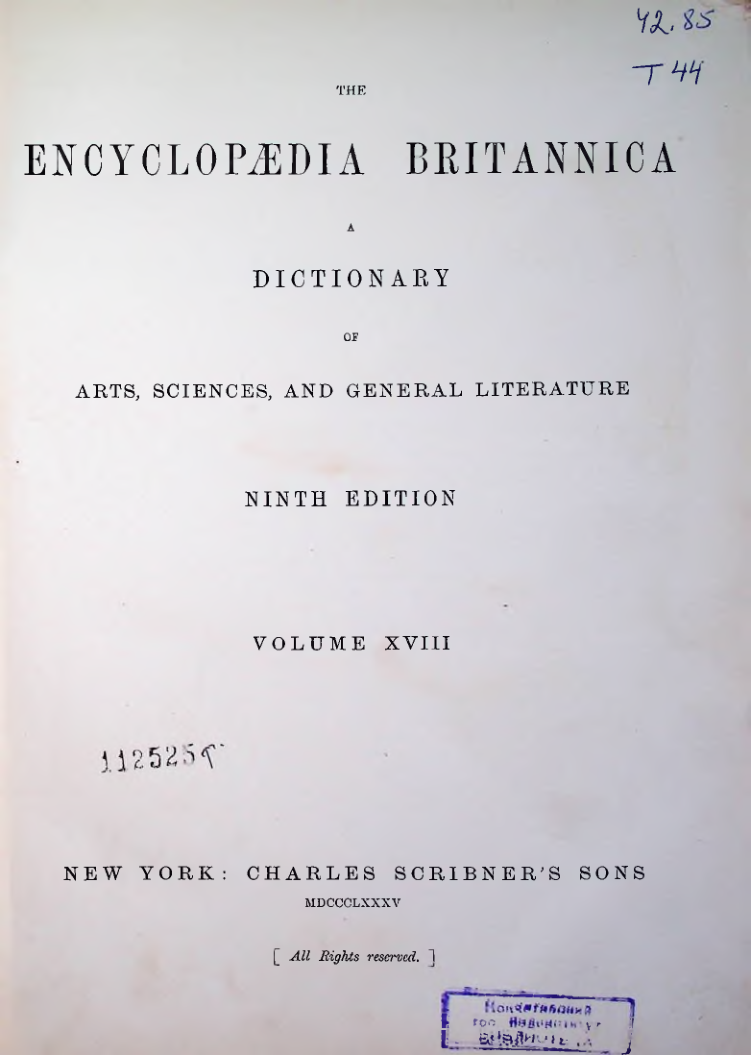 42.85
T 44
THE
ENCYCLOPÆDIA BRITANNICA
A
DICTIONARY
OF
ARTS, SCIENCES, AND GENERAL LITERATURE
NINTH EDITION
VOLUME XVIII
112525
NEW YORK: CHARLES SCRIBNER'S SONS
MDCCCLXXXV
[ All Rights reserved. ]
БИБЛИОТЕКА